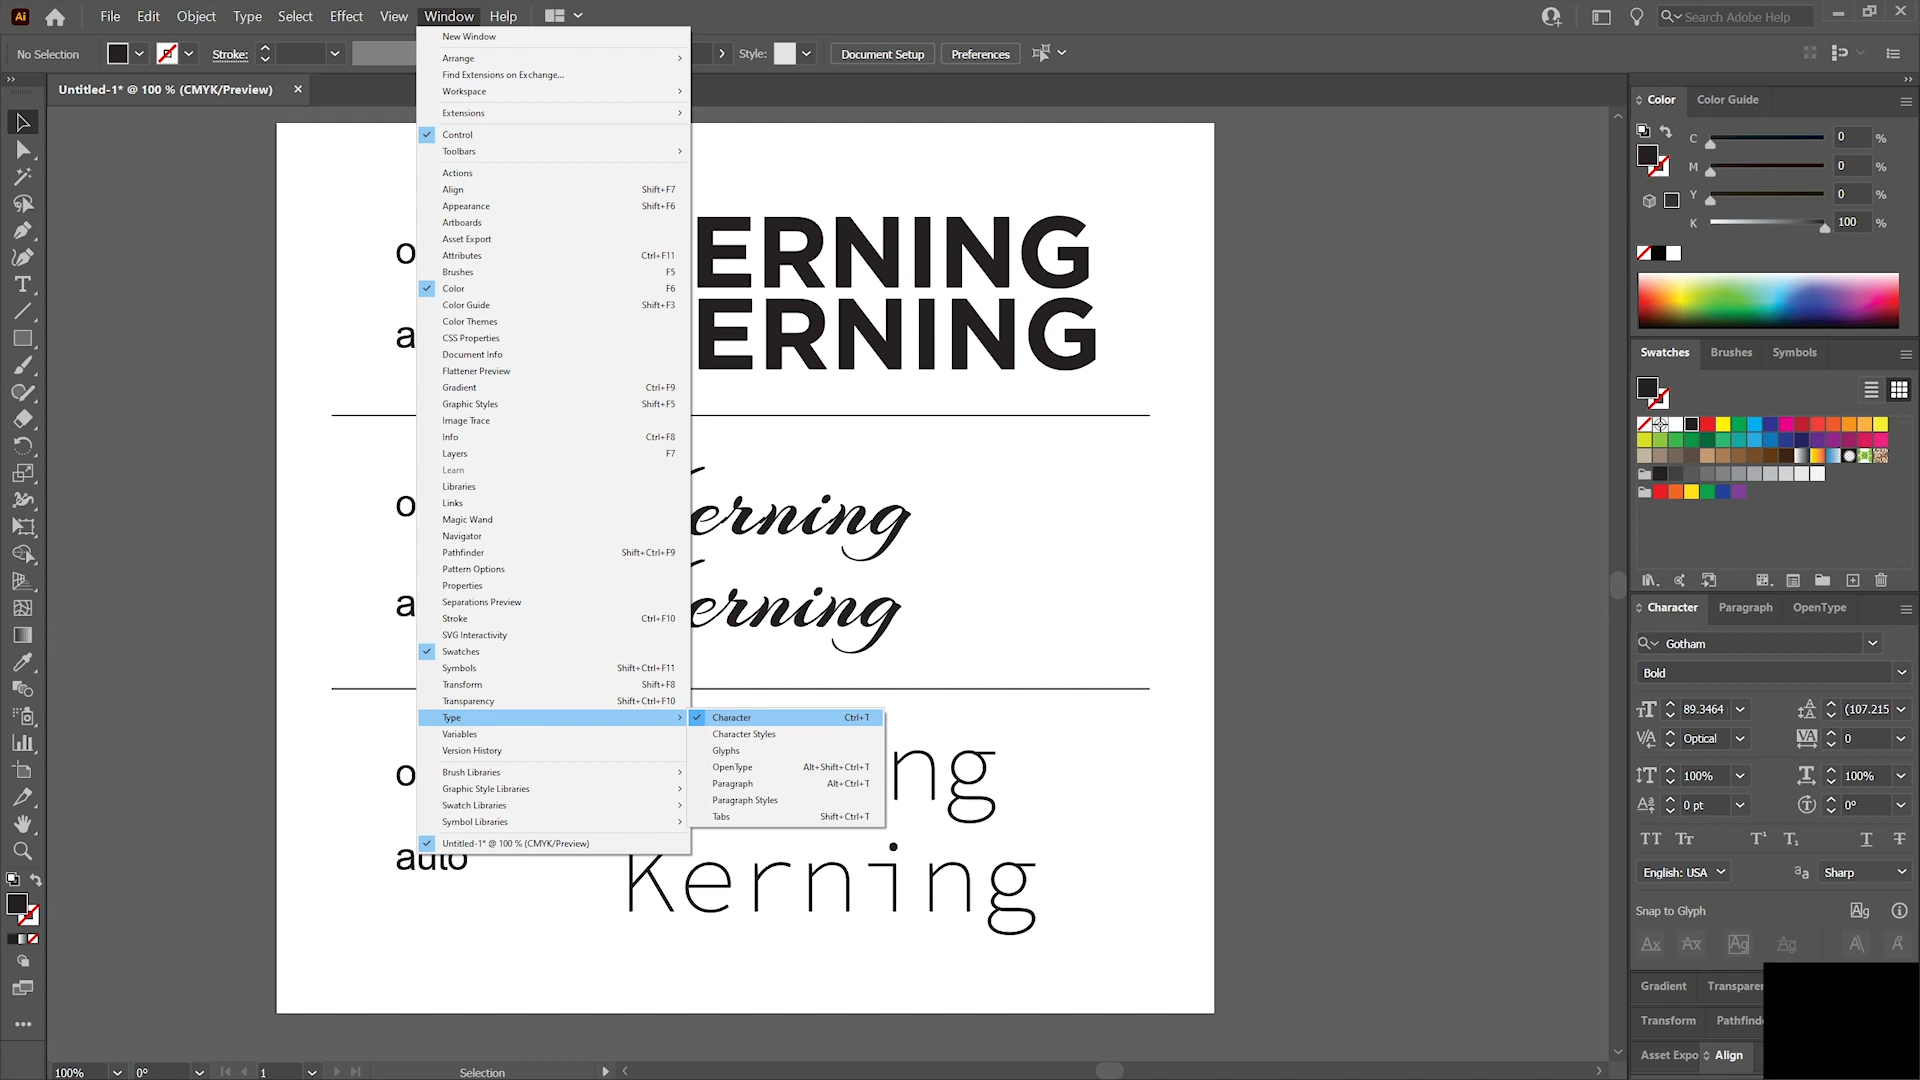 Ai File Edit Object Type Select Effect View Window Help Search Adobe Help
No Selection Stroke: Style: Document Setup Preferences
Untitled-1* @ 100 % (CMYK/Preview)
New Window
Arrange
Find Extensions on Exchange...
Workspace
Extensions
Control
Toolbars
Actions
Align Shift+F7
Appearance Shift+F6
Artboards
Asset Export
Attributes Ctrl+F11
Brushes F5
Color F6
Color Guide Shift+F3
Color Themes
CSS Properties
Document Info
Flattener Preview
Gradient Ctrl+F9
Graphic Styles Shift+F5
Image Trace
Info Ctrl+F8
Layers F7
Learn
Libraries
Links
Magic Wand
Navigator
Pathfinder Shift+Ctrl+F9
Pattern Options
Properties
Separations Preview
Stroke Ctrl+F10
SVG Interactivity
Swatches
Symbols Shift+Ctrl+F11
Transform Shift+F8
Transparency Shift+Ctrl+F10
Type
Variables
Version History
Brush Libraries
Graphic Style Libraries
Swatch Libraries
Symbol Libraries
Untitled-1* @ 100 % (CMYK/Preview)
Character Ctrl+T
Character Styles
Glyphs
OpenType Alt+Shift+Ctrl+T
Paragraph Alt+Ctrl+T
Paragraph Styles
Tabs Shift+Ctrl+T
o ERNING
a ERNING
o erning
a erning
o ng
auto Kerning
Color Color Guide
C 0 %
M 0 %
Y 0 %
K 100 %
Swatches Brushes Symbols
Character Paragraph OpenType
Gotham
Bold
89.3464 (107.215
Optical 0
100% 100%
0 pt 0°
English: USA Sharp
Snap to Glyph
Gradient Transparen
Transform Pathfind
Asset Expo Align
100% 0° 1 Selection